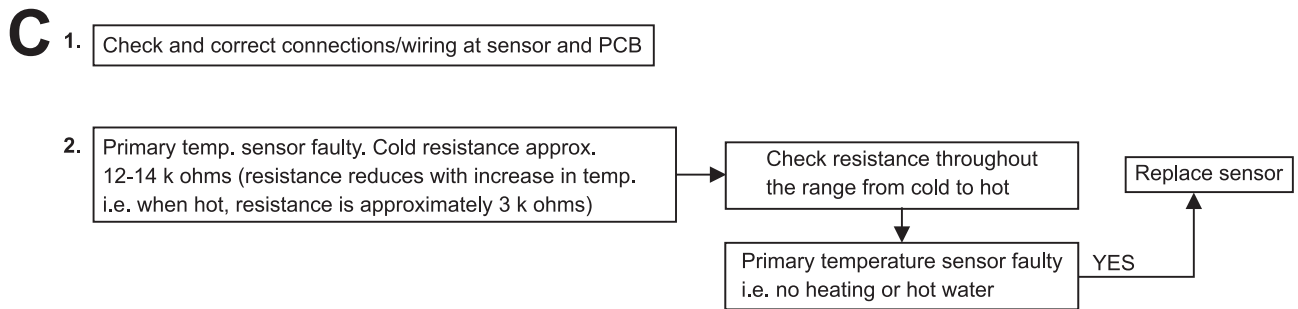 C 1. Check and correct connections/wiring at sensor and PCB
2. Primary temp. sensor faulty. Cold resistance approx.
12-14 k ohms (resistance reduces with increase in temp.
i.e. when hot, resistance is approximately 3 k ohms)
Check resistance throughout
the range from cold to hot
Primary temperature sensor faulty
i.e. no heating or hot water
YES
Replace sensor